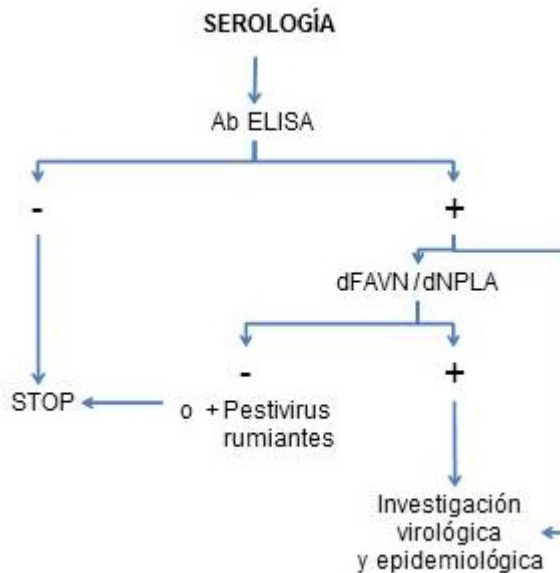 SEROLOGÍA
Ab ELISA
-
+
dFAVN / dNPLA
-
+
STOP
o + Pestivirus
rumiantes
Investigación
virológica
y epidemiológica